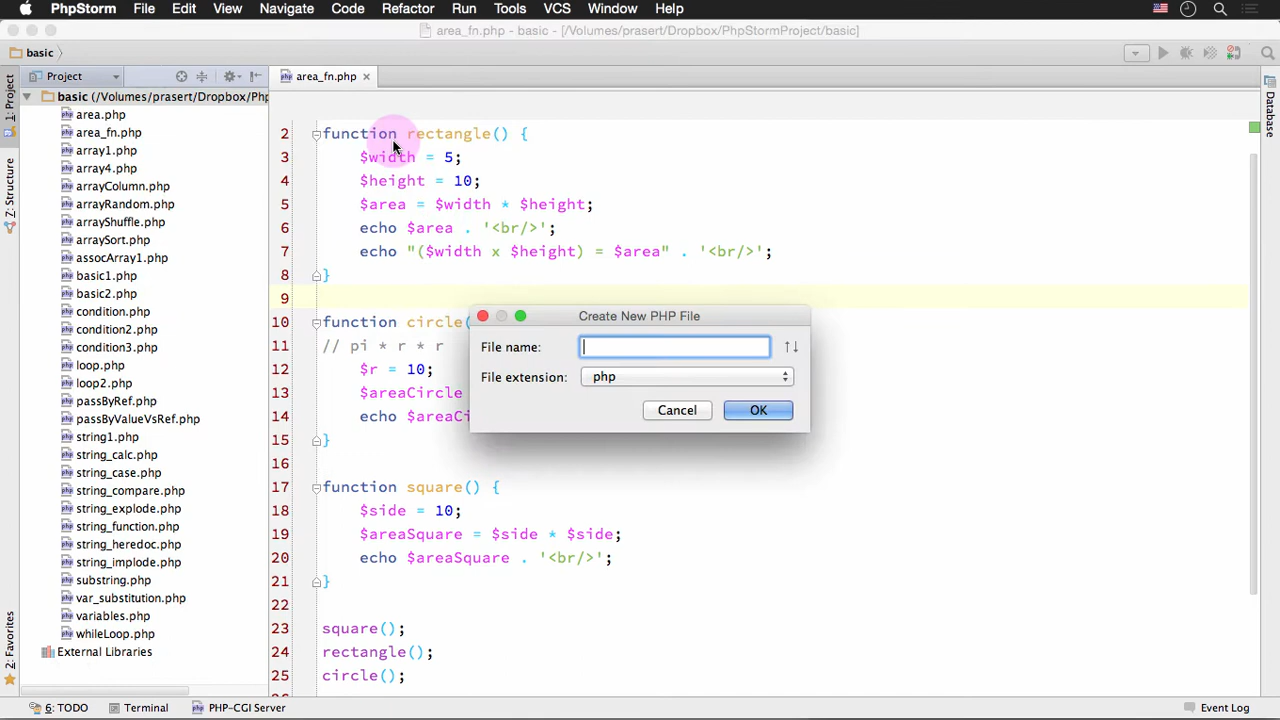 PhpStorm File Edit View Navigate Code Refactor Run Tools VCS Window Help
area_fn.php - basic - [/Volumes/prasert/Dropbox/PhpStormProject/basic]
basic
Project
area_fn.php
1: Project
Z: Structure
2: Favorites
Database
basic (/Volumes/prasert/Dropbox/Php
area.php
area_fn.php
array1.php
array4.php
arrayColumn.php
arrayRandom.php
arrayShuffle.php
arraySort.php
assocArray1.php
basic1.php
basic2.php
condition.php
condition2.php
condition3.php
loop.php
loop2.php
passByRef.php
passByValueVsRef.php
string1.php
string_calc.php
string_case.php
string_compare.php
string_explode.php
string_function.php
string_heredoc.php
string_implode.php
substring.php
var_substitution.php
variables.php
whileLoop.php
External Libraries
2 function rectangle() {
3 $width = 5;
4 $height = 10;
5 $area = $width * $height;
6 echo $area . '<br/>';
7 echo "($width x $height) = $area" . '<br/>';
8 }
9
10 function circle(
11 // pi * r * r
12 $r = 10;
13 $areaCircle
14 echo $areaCi
15 }
16
17 function square() {
18 $side = 10;
19 $areaSquare = $side * $side;
20 echo $areaSquare . '<br/>';
21 }
22
23 square();
24 rectangle();
25 circle();
Create New PHP File
File name:
File extension: php
Cancel OK
6: TODO Terminal PHP-CGI Server Event Log